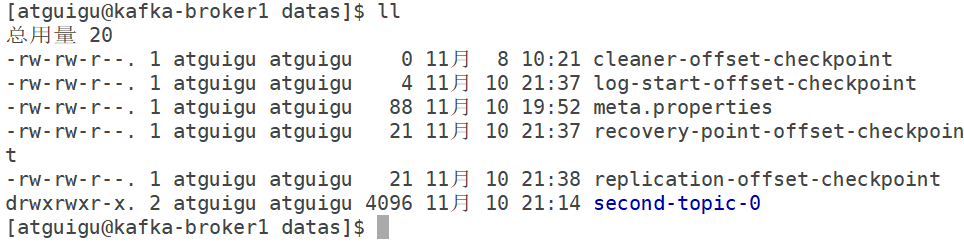 [atguigu@kafka-broker1 datas]$ ll
总用量 20
-rw-rw-r--. 1 atguigu atguigu    0 11月  8 10:21 cleaner-offset-checkpoint
-rw-rw-r--. 1 atguigu atguigu    4 11月 10 21:37 log-start-offset-checkpoint
-rw-rw-r--. 1 atguigu atguigu   88 11月 10 19:52 meta.properties
-rw-rw-r--. 1 atguigu atguigu   21 11月 10 21:37 recovery-point-offset-checkpoin
t
-rw-rw-r--. 1 atguigu atguigu   21 11月 10 21:38 replication-offset-checkpoint
drwxrwxr-x. 2 atguigu atguigu 4096 11月 10 21:14 second-topic-0
[atguigu@kafka-broker1 datas]$